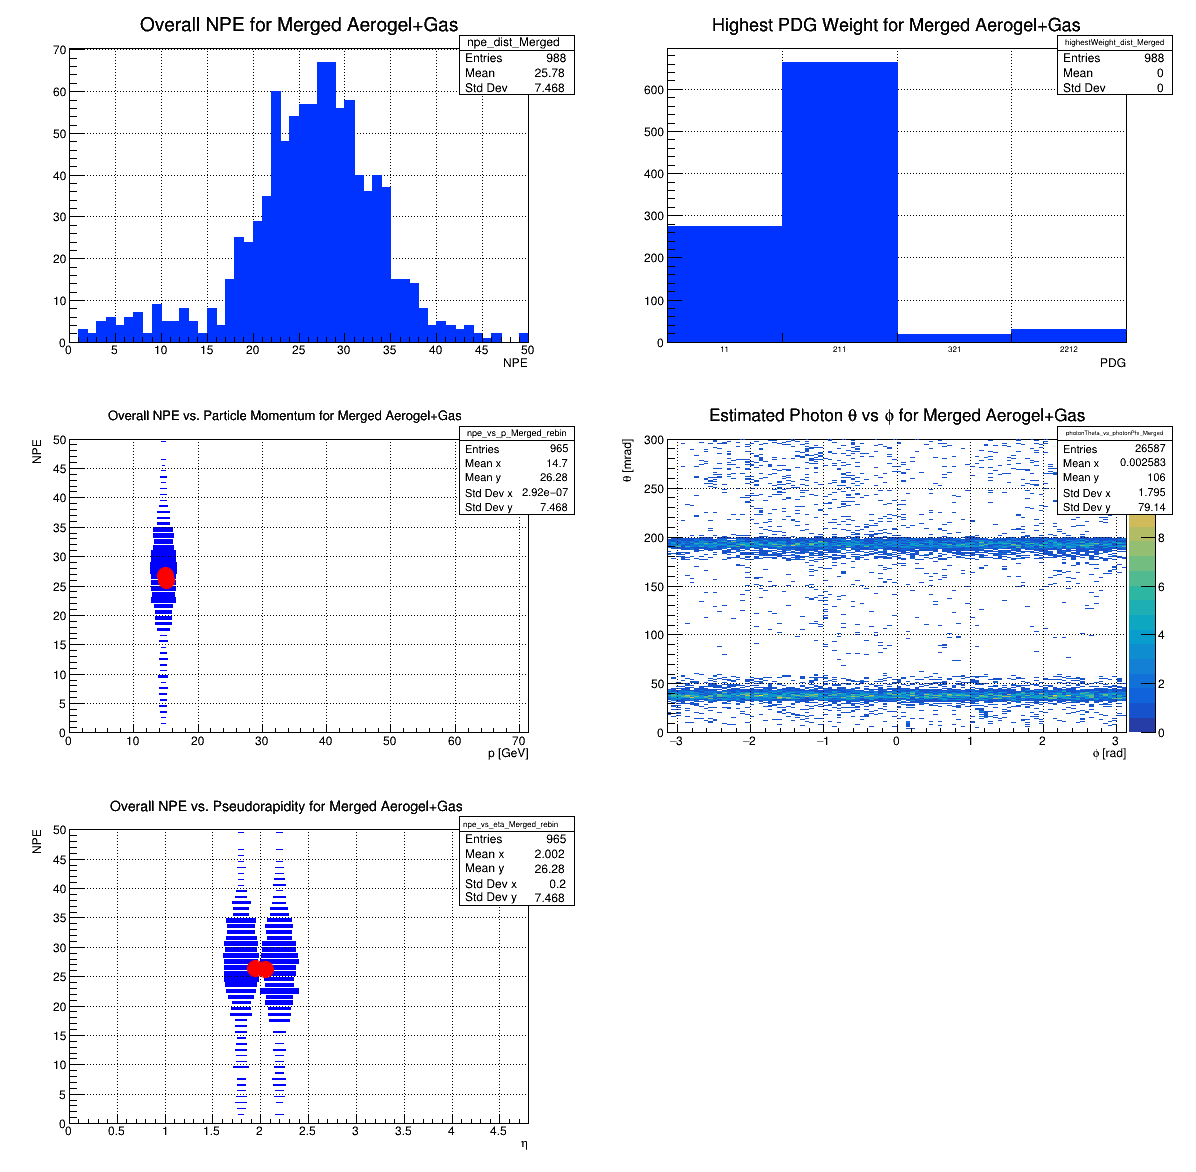 Overall NPE for Merged Aerogel+Gas
npe_dist_Merged
Entries 988
Mean 25.78
Std Dev 7.468
70
60
50
40
30
20
10
0
0 5 10 15 20 25 30 35 40 45 50
NPE
Highest PDG Weight for Merged Aerogel+Gas
highestWeight_dist_Merged
Entries 988
Mean 0
Std Dev 0
600
500
400
300
200
100
0
11 211 321 2212
PDG
Overall NPE vs. Particle Momentum for Merged Aerogel+Gas
npe_vs_p_Merged_rebin
Entries 965
Mean x 14.7
Mean y 26.28
Std Dev x 2.92e-07
Std Dev y 7.468
NPE
50
45
40
35
30
25
20
15
10
5
0
0 10 20 30 40 50 60 70
p [GeV]
Estimated Photon θ vs ϕ for Merged Aerogel+Gas
photonTheta_vs_photonPhi_Merged
Entries 26587
Mean x 0.002583
Mean y 106
Std Dev x 1.795
Std Dev y 79.14
θ [mrad]
300
250
200
150
100
50
0
−3 −2 −1 0 1 2 3
ϕ [rad]
8
6
4
2
0
Overall NPE vs. Pseudorapidity for Merged Aerogel+Gas
npe_vs_eta_Merged_rebin
Entries 965
Mean x 2.002
Mean y 26.28
Std Dev x 0.2
Std Dev y 7.468
NPE
50
45
40
35
30
25
20
15
10
5
0
0 0.5 1 1.5 2 2.5 3 3.5 4 4.5
η